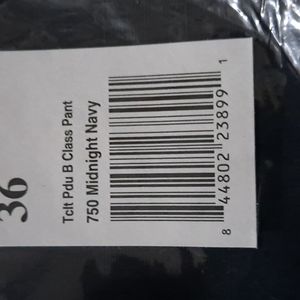 36
Tclt Pdu B Class Pant
750 Midnight Navy
8 44802 23899 1